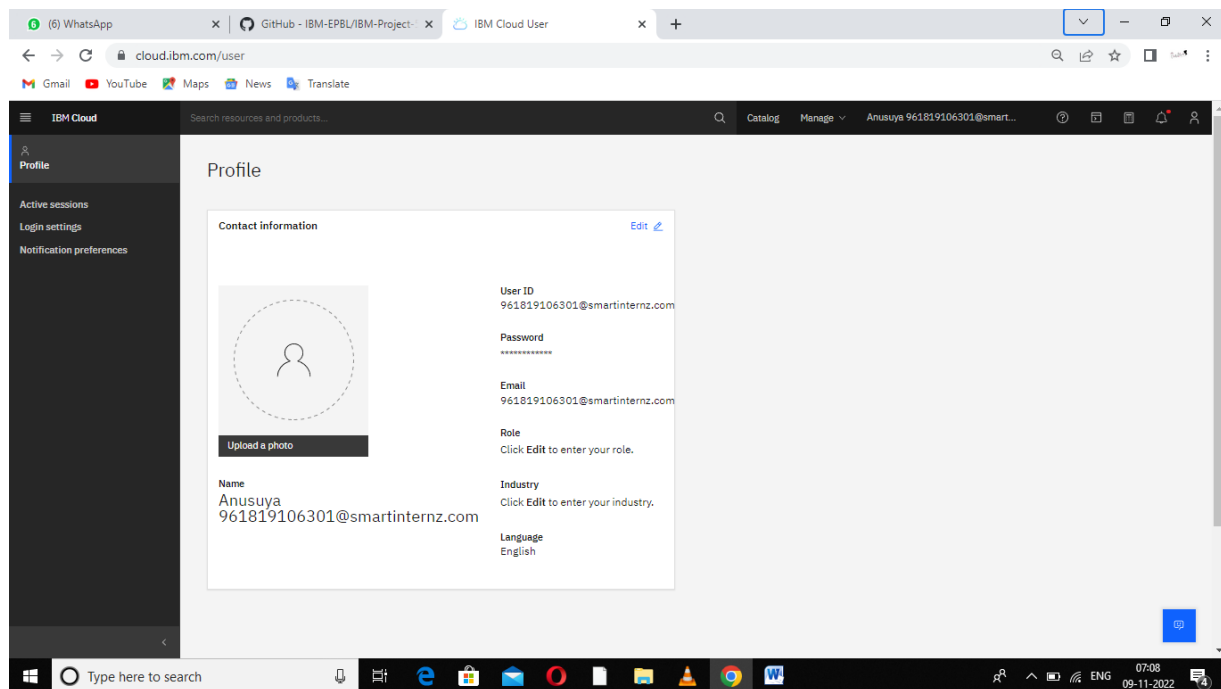 6 (6) WhatsApp
GitHub - IBM-EPBL/IBM-Project-
IBM Cloud User
cloud.ibm.com/user
Gmail YouTube Maps News Translate
IBM Cloud Search resources and products... Catalog Manage Anusuya 961819106301@smart...
Profile
Active sessions
Login settings
Notification preferences
Profile
Contact information Edit
Upload a photo
Name
Anusuya
961819106301@smartinternz.com
User ID
961819106301@smartinternz.com
Password
************
Email
961819106301@smartinternz.com
Role
Click Edit to enter your role.
Industry
Click Edit to enter your industry.
Language
English
Type here to search
ENG
07:08
09-11-2022
4